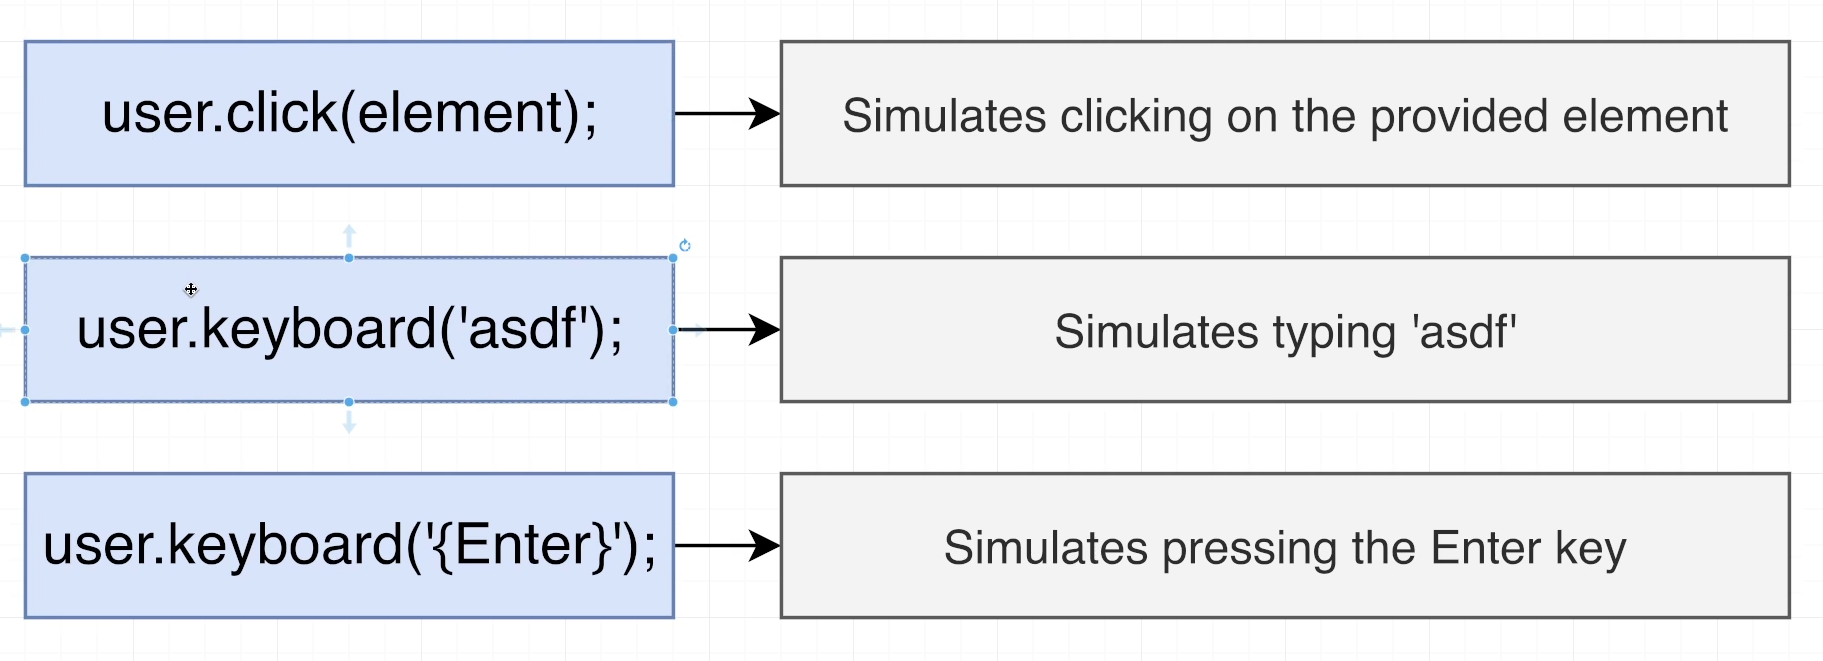 user.click(element);
Simulates clicking on the provided element
user.keyboard('asdf');
Simulates typing 'asdf'
user.keyboard('{Enter}');
Simulates pressing the Enter key